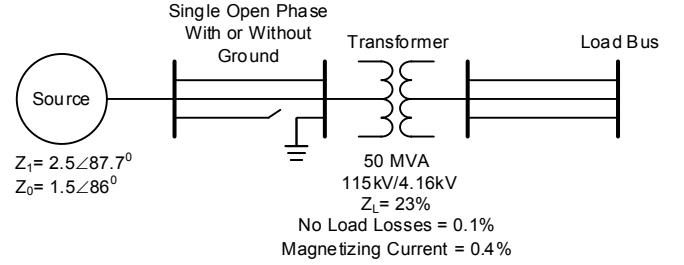 Single Open Phase
With or Without
Ground
Transformer
Load Bus
Source
Z₁= 2.5∠87.7⁰
Z₀= 1.5∠86⁰
50 MVA
115kV/4.16kV
Z_L= 23%
No Load Losses = 0.1%
Magnetizing Current = 0.4%